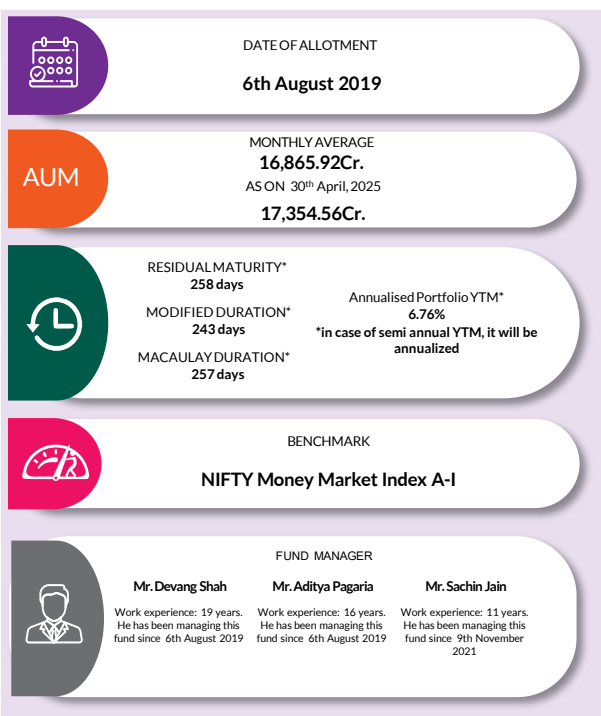 DATE OF ALLOTMENT
6th August 2019
AUM
MONTHLY AVERAGE
16,865.92Cr.
AS ON 30th April, 2025
17,354.56Cr.
RESIDUAL MATURITY*
258 days
MODIFIED DURATION*
243 days
MACAULAY DURATION*
257 days
Annualised Portfolio YTM*
6.76%
*in case of semi annual YTM, it will be
annualized
BENCHMARK
NIFTY Money Market Index A-I
FUND MANAGER
Mr. Devang Shah
Work experience: 19 years.
He has been managing this
fund since 6th August 2019
Mr. Aditya Pagaria
Work experience: 16 years.
He has been managing this
fund since 6th August 2019
Mr. Sachin Jain
Work experience: 11 years.
He has been managing this
fund since 9th November
2021